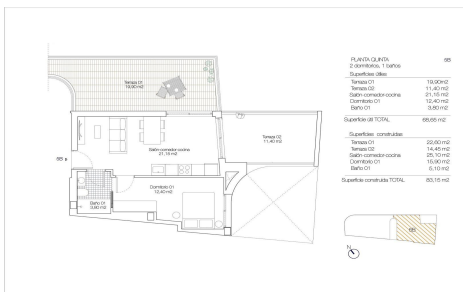 Terraza 01
19,90 m2
Salón-comedor-cocina
21,15 m2
Terraza 02
11,40 m2
5B
Dormitorio 01
12,40 m2
Baño 01
3,80 m2
PLANTA QUINTA 5B
2 dormitorios, 1 baños
Superficies útiles:
Terraza 01 19,90m2
Terraza 02 11,40 m2
Salón-comedor-cocina 21,15 m2
Dormitorio 01 12,40 m2
Baño 01 3,80 m2
Superficie útil TOTAL 68,65 m2
Superficies construidas:
Terraza 01 22,60 m2
Terraza 02 14,45 m2
Salón-comedor-cocina 25,10 m2
Dormitorio 01 15,90 m2
Baño 01 5,10 m2
Superficie construida TOTAL 83,15 m2
5B
N